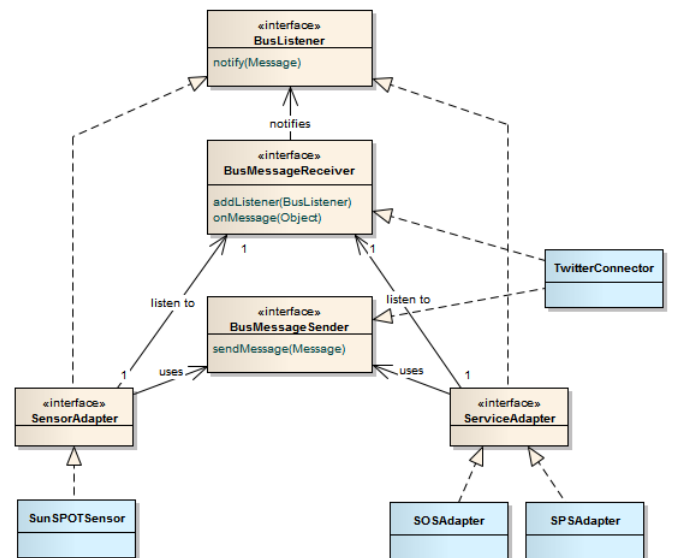 «interface»
BusListener
notify(Message)
notifies
«interface»
BusMessageReceiver
addListener(BusListener)
onMessage(Object)
1
1
TwitterConnector
listen to
listen to
«interface»
BusMessageSender
sendMessage(Message)
uses
uses
1
1
«interface»
SensorAdapter
«interface»
ServiceAdapter
SunSPOTSensor
SOSAdapter
SPSAdapter